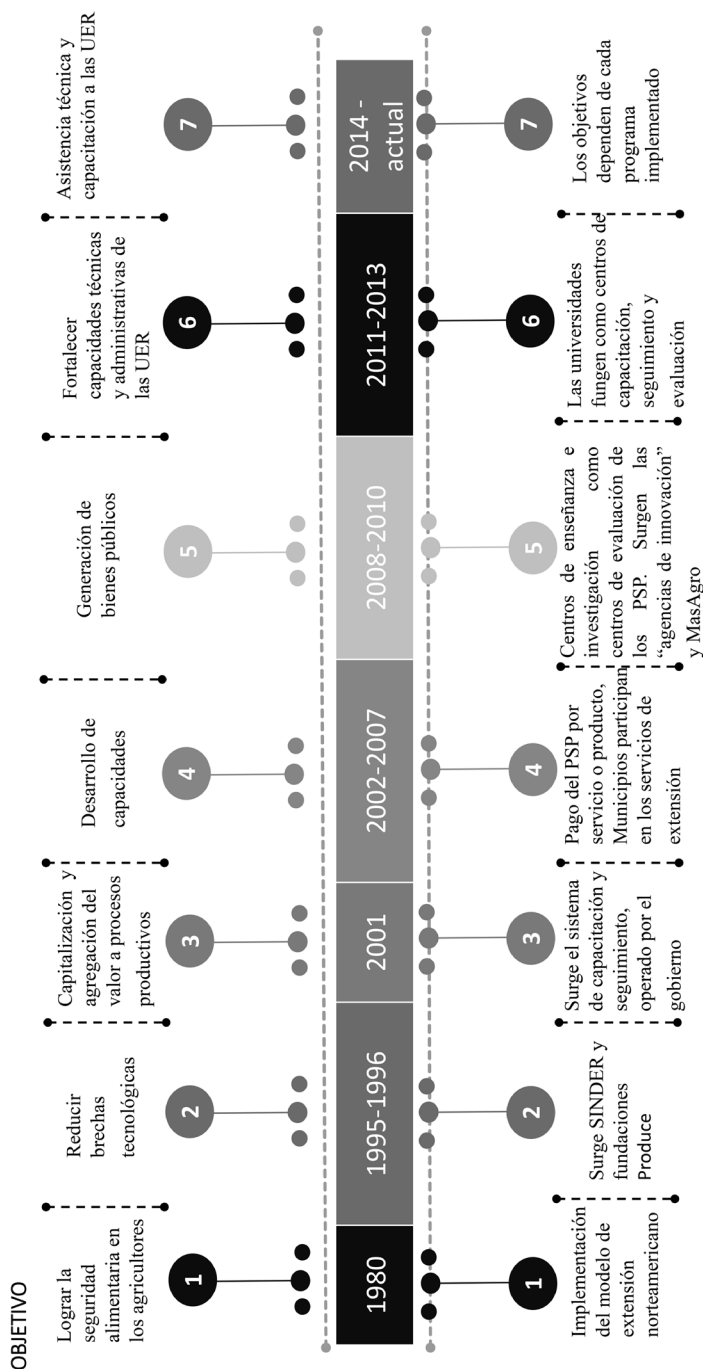 OBJETIVO
Lograr la
seguridad
alimentaria en
los agricultores
Reducir
brechas
tecnológicas
Capitalización y
agregación del
valor a procesos
productivos
Desarrollo de
capacidades
Generación de
bienes públicos
Fortalecer
capacidades técnicas
y administrativas de
las UER
Asistencia técnica y
capacitación a las UER
1
2
3
4
5
6
7
1980
1995-1996
2001
2002-2007
2008-2010
2011-2013
2014 -
actual
1
2
3
4
5
6
7
Implementación
del modelo de
extensión
norteamericano
Surge SINDER y
fundaciones
Produce
Surge el sistema
de capacitación y
seguimiento,
operado por el
gobierno
Pago del PSP por
servicio o producto,
Municipios participan
en los servicios de
extensión
Centros de enseñanza e
investigación como
centros de evaluación de
los PSP. Surgen las
“agencias de innovación”
y MasAgro
Las universidades
fungen como centros de
capacitación,
seguimiento y
evaluación
Los objetivos
dependen de cada
programa
implementado